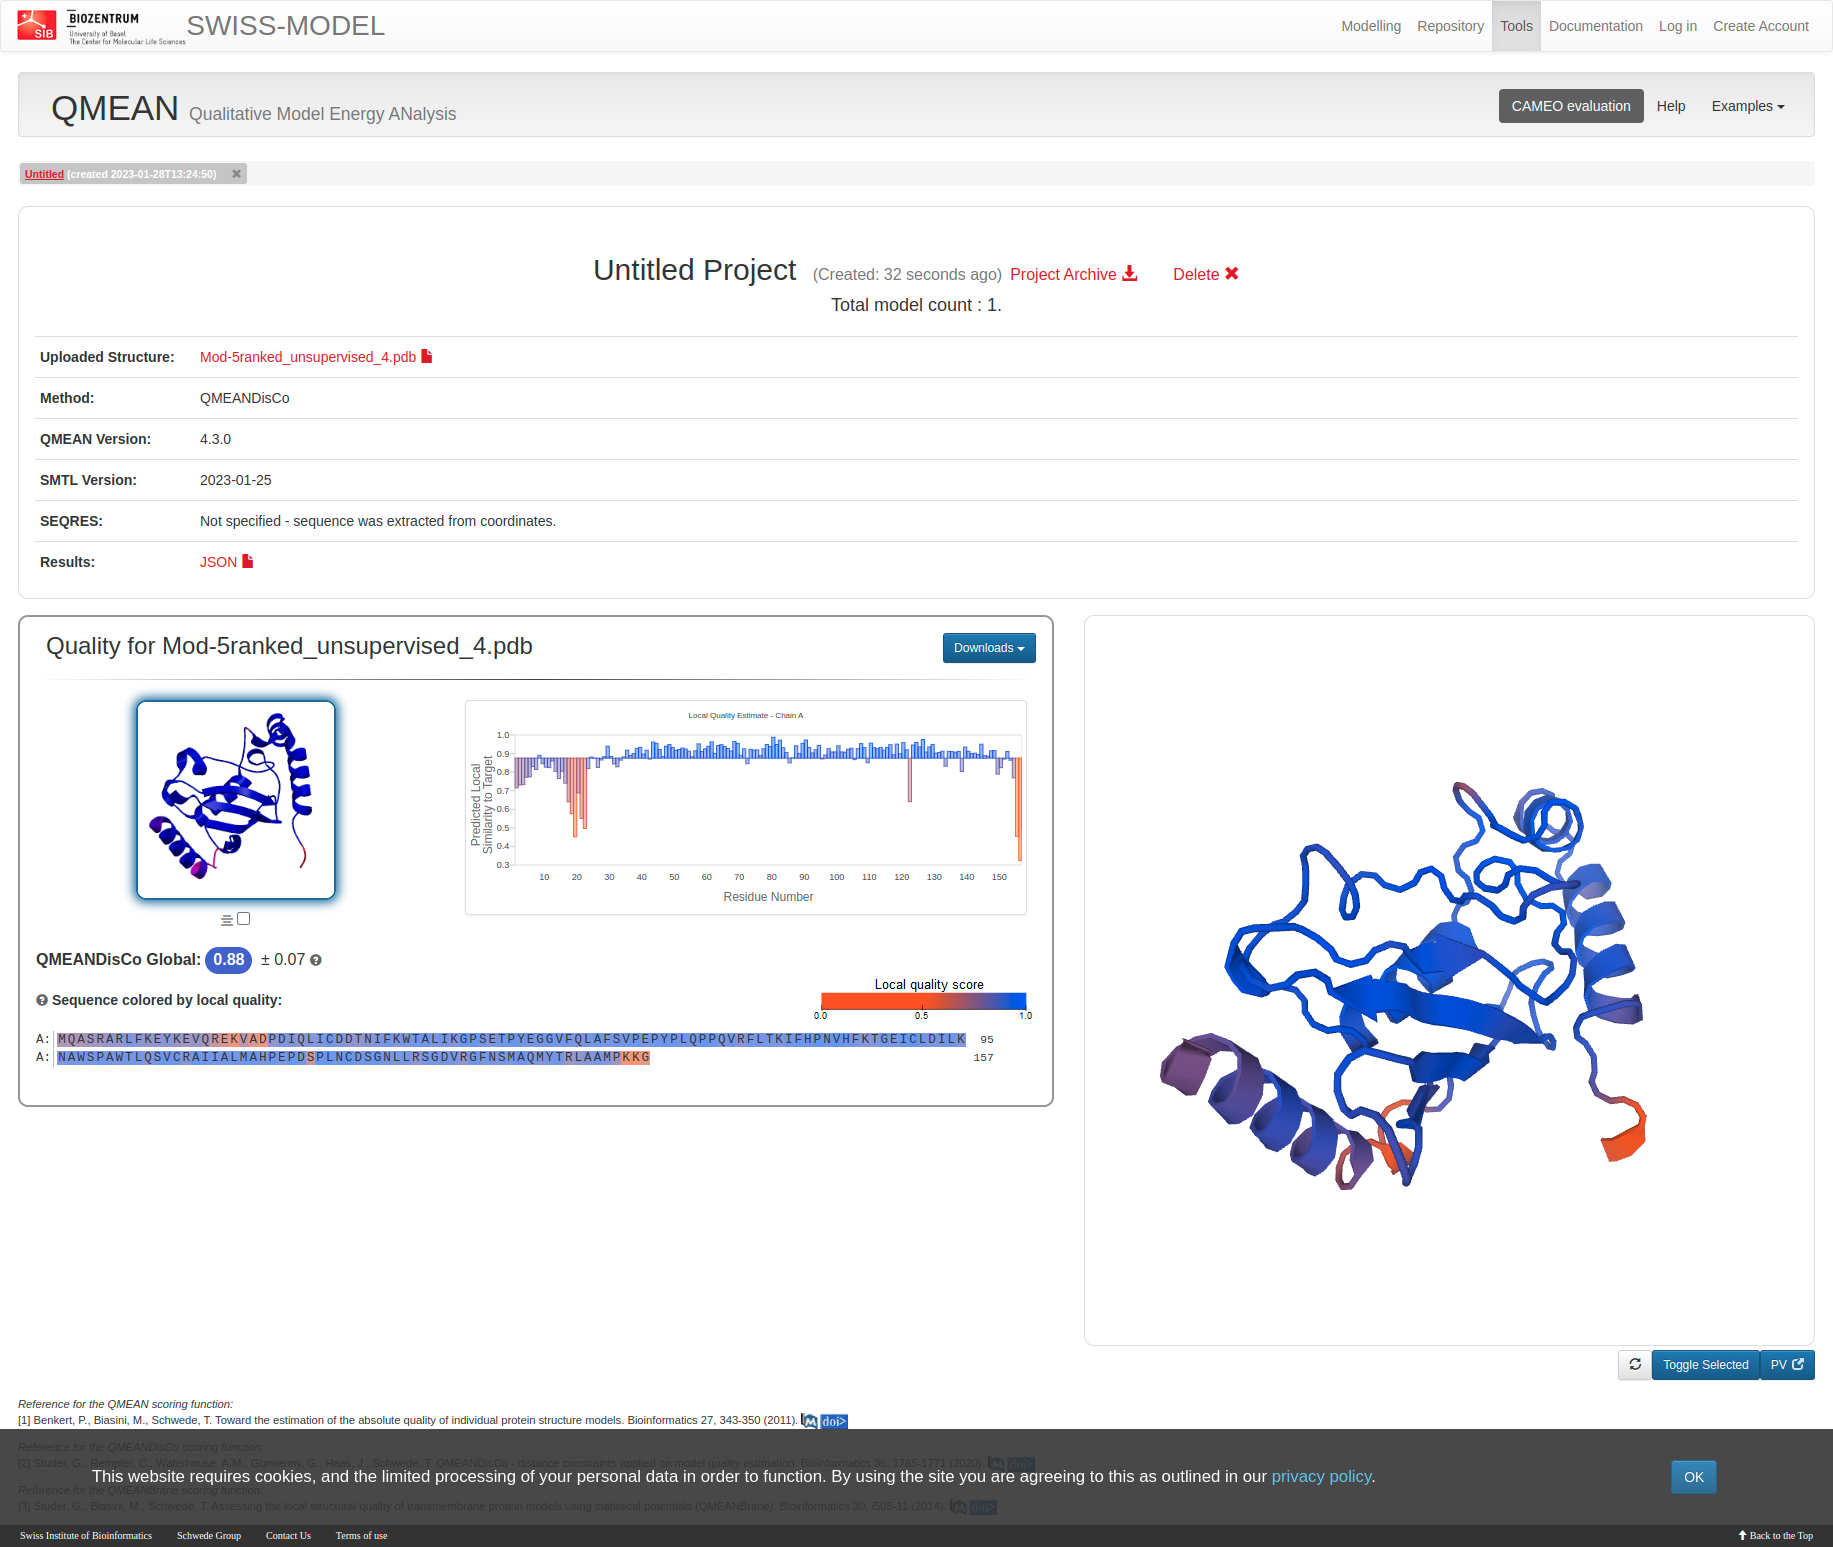 SIB
BIOZENTRUM
University of Basel
The Center for Molecular Life Sciences
SWISS-MODEL
Modelling Repository Tools Documentation Log in Create Account
QMEAN Qualitative Model Energy ANalysis
CAMEO evaluation Help Examples
Untitled (created 2023-01-28T13:24:50) ✖
Untitled Project (Created: 32 seconds ago) Project Archive Delete ✖
Total model count : 1.
Uploaded Structure: Mod-5ranked_unsupervised_4.pdb
Method: QMEANDisCo
QMEAN Version: 4.3.0
SMTL Version: 2023-01-25
SEQRES: Not specified - sequence was extracted from coordinates.
Results: JSON
Quality for Mod-5ranked_unsupervised_4.pdb
Downloads
Local Quality Estimate - Chain A
Predicted Local
Similarity to Target
1.0
0.9
0.8
0.7
0.6
0.5
0.4
0.3
10 20 30 40 50 60 70 80 90 100 110 120 130 140 150
Residue Number
QMEANDisCo Global: 0.88 ± 0.07
Sequence colored by local quality:
Local quality score
0.0 0.5 1.0
A: MQASRARLFKEYKEVQREKVADPDIQLICDDTNIFKWTALIKGPSETPYEGGVFQLAFSVPEPYPLQPPQVRFLTKIFHPNVHFKTGEICLDILK 95
A: NAWSPAWTLQSVCRAIIALMAHPEPDSPLNCDSGNLLRSGDVRGFNSMAQMYTRLAAMPKKG 157
Toggle Selected PV
Reference for the QMEAN scoring function:
[1] Benkert, P., Biasini, M., Schwede, T. Toward the estimation of the absolute quality of individual protein structure models. Bioinformatics 27, 343-350 (2011). M doi>
Reference for the QMEANDisCo scoring function:
[2] Studer, G., Rempfer, C., Waterhouse, A.M., Gumienny, G., Haas, J., Schwede, T. QMEANDisCo - distance constraints applied on model quality estimation. Bioinformatics 36, 1765-1771 (2020). M doi>
This website requires cookies, and the limited processing of your personal data in order to function. By using the site you are agreeing to this as outlined in our privacy policy.
OK
Reference for the QMEANBrane scoring function:
[3] Studer, G., Biasini, M., Schwede, T. Assessing the local structural quality of transmembrane protein models using statistical potentials (QMEANBrane). Bioinformatics 30, i505-11 (2014). M doi>
Swiss Institute of Bioinformatics Schwede Group Contact Us Terms of use
Back to the Top